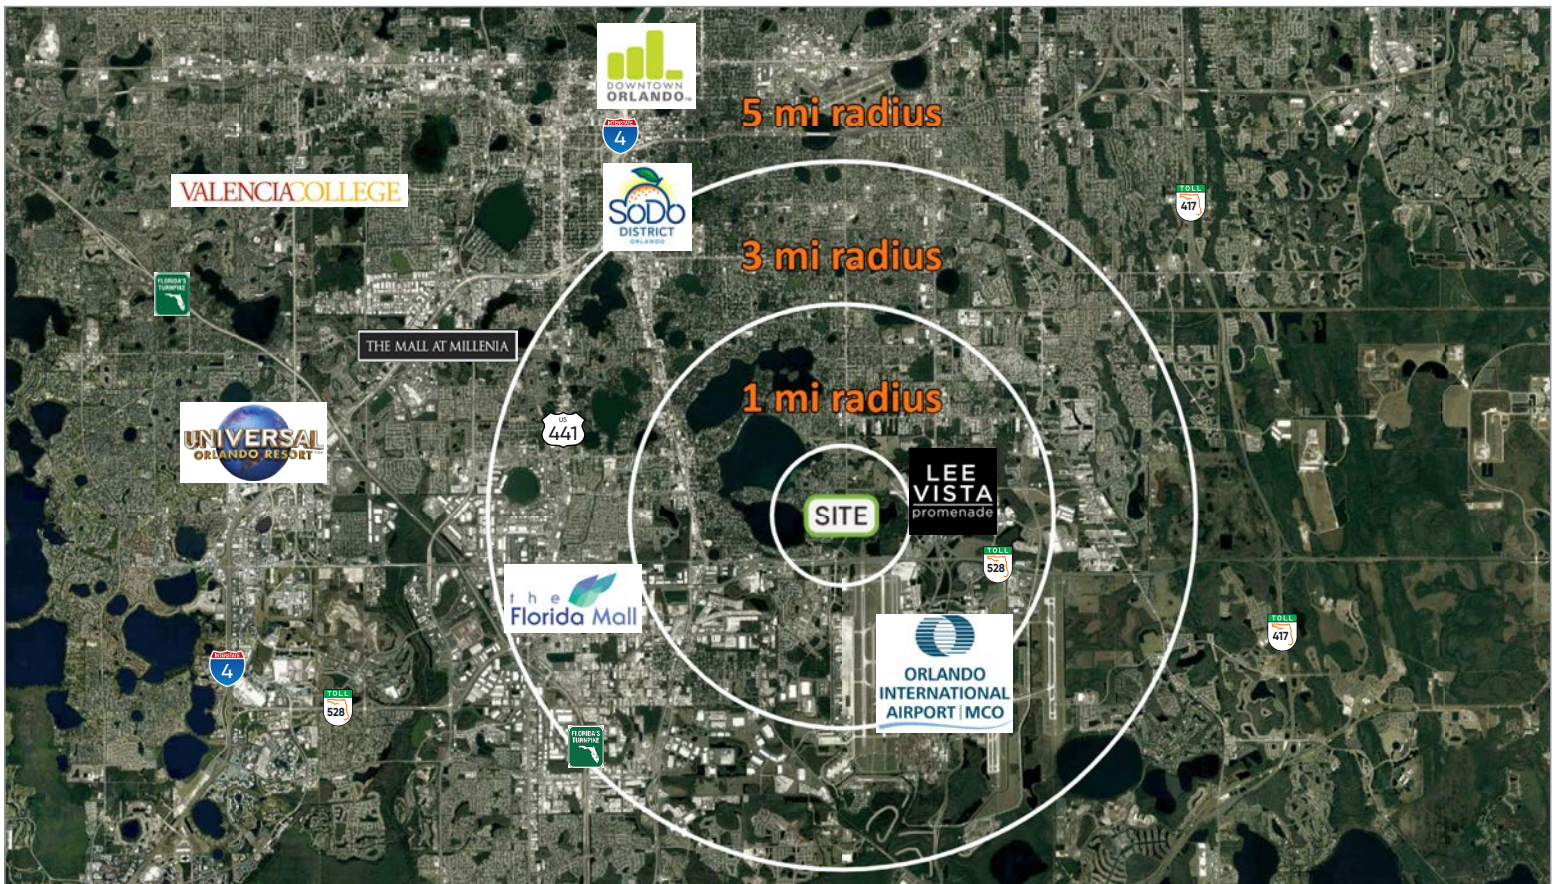 DOWNTOWN
ORLANDO
5 mi radius
INTERSTATE
4
VALENCIACOLLEGE
SoDo
DISTRICT
ORLANDO
TOLL
417
3 mi radius
FLORIDA'S
TURNPIKE
THE MALL AT MILLENIA
1 mi radius
US
441
UNIVERSAL
ORLANDO RESORT
LEE
VISTA
promenade
SITE
TOLL
528
the
Florida Mall
TOLL
417
ORLANDO
INTERNATIONAL
AIRPORT|MCO
INTERSTATE
4
TOLL
528
FLORIDA'S
TURNPIKE